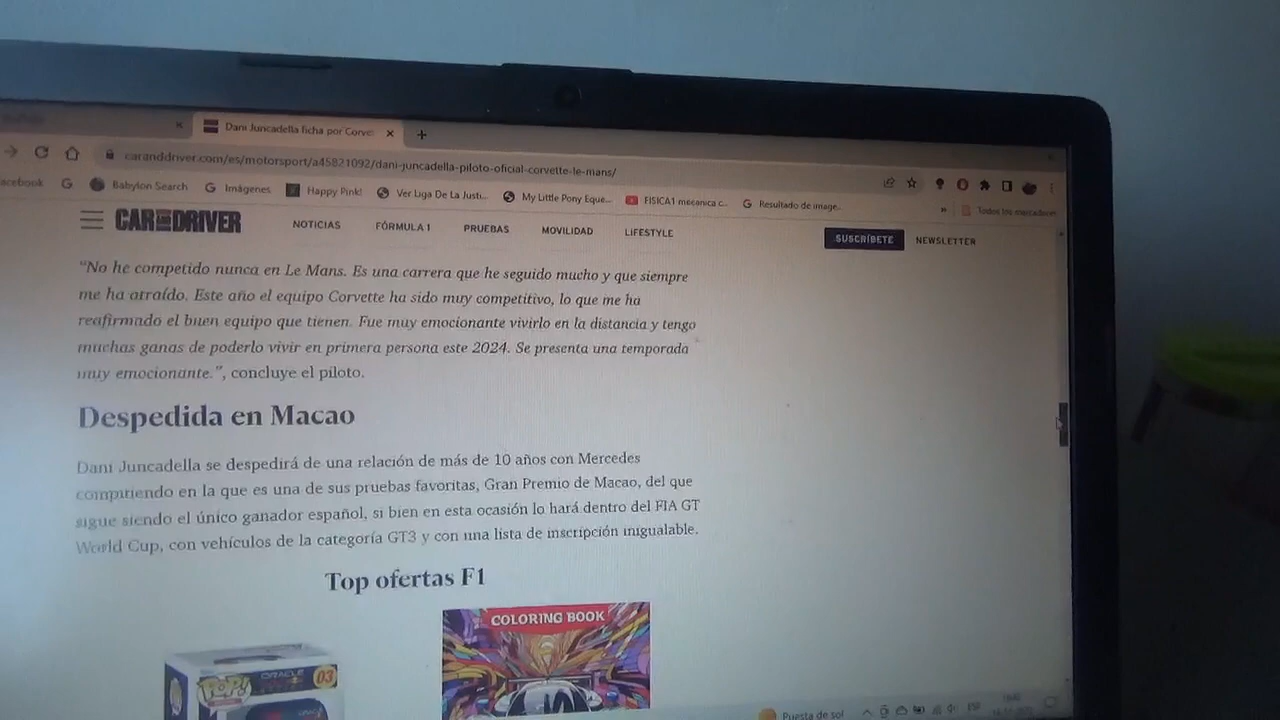 Dani Juncadella ficha por Corve
caranddriver.com/es/motorsport/a45821092/dani-juncadella-piloto-oficial-corvette-le-mans/
acebook
Babylon Search
Imágenes
Happy Pink!
Ver Liga De La Justi...
My Little Pony Eque...
FISICA1 mecanica c...
Resultado de image...
»
Todos los marcadores
CAR AND DRIVER
NOTICIAS
FÓRMULA 1
PRUEBAS
MOVILIDAD
LIFESTYLE
SUSCRÍBETE
NEWSLETTER
"No he competido nunca en Le Mans. Es una carrera que he seguido mucho y que siempre
me ha atraído. Este año el equipo Corvette ha sido muy competitivo, lo que me ha
reafirmado el buen equipo que tienen. Fue muy emocionante vivirlo en la distancia y tengo
muchas ganas de poderlo vivir en primera persona este 2024. Se presenta una temporada
muy emocionante.", concluye el piloto.
Despedida en Macao
Dani Juncadella se despedirá de una relación de más de 10 años con Mercedes
compitiendo en la que es una de sus pruebas favoritas, Gran Premio de Macao, del que
sigue siendo el único ganador español, si bien en esta ocasión lo hará dentro del FIA GT
World Cup, con vehículos de la categoría GT3 y con una lista de inscripción inigualable.
Top ofertas F1
COLORING BOOK
POP!
ORACLE
03
Puesta de sol
ESP